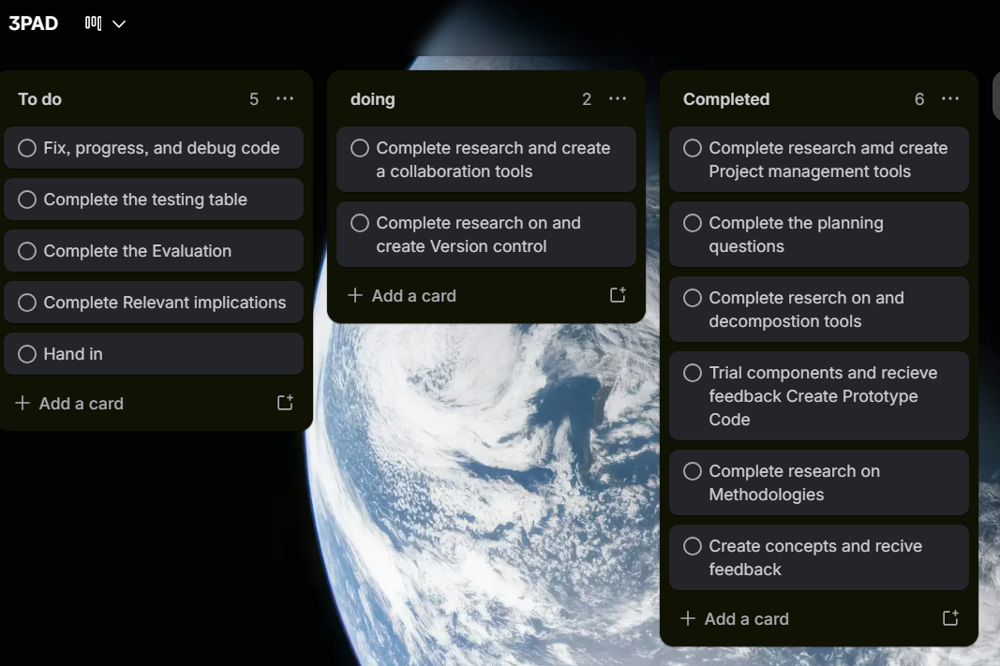 3PAD
To do 5
Fix, progress, and debug code
Complete the testing table
Complete the Evaluation
Complete Relevant implications
Hand in
Add a card
doing 2
Complete research and create
a collaboration tools
Complete research on and
create Version control
Add a card
Completed 6
Complete research amd create
Project management tools
Complete the planning
questions
Complete reserch on and
decompostion tools
Trial components and recieve
feedback Create Prototype
Code
Complete research on
Methodologies
Create concepts and recive
feedback
Add a card